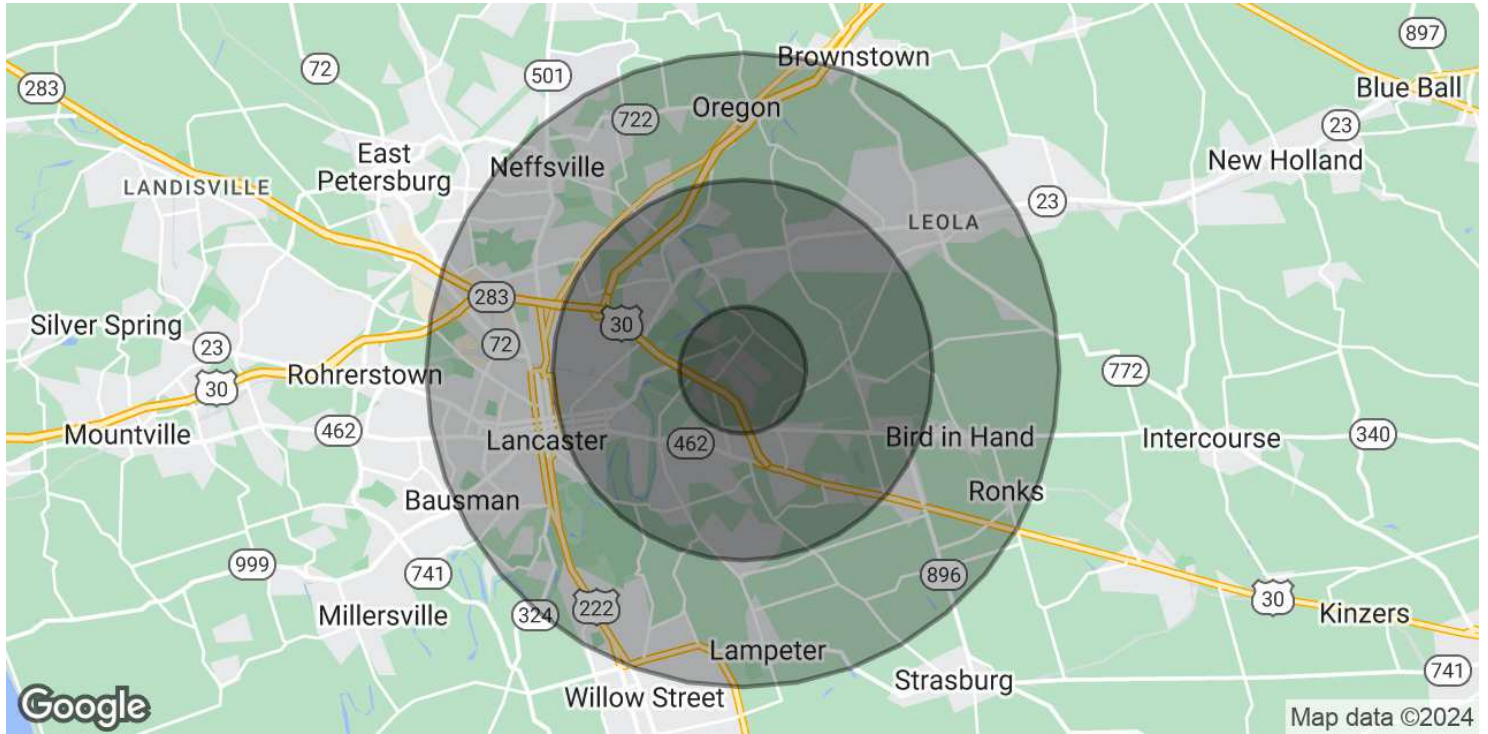 897
Brownstown
72
501
283
Blue Ball
Oregon
722
23
East
Petersburg
Neffsville
New Holland
LANDISVILLE
23
LEOLA
283
Silver Spring
30
72
23
772
Rohrerstown
30
462
Mountville
Lancaster
462
Bird in Hand
Intercourse
340
Bausman
Ronks
999
741
896
30
Millersville
324
222
Kinzers
Lampeter
741
Strasburg
Willow Street
Google
Map data ©2024